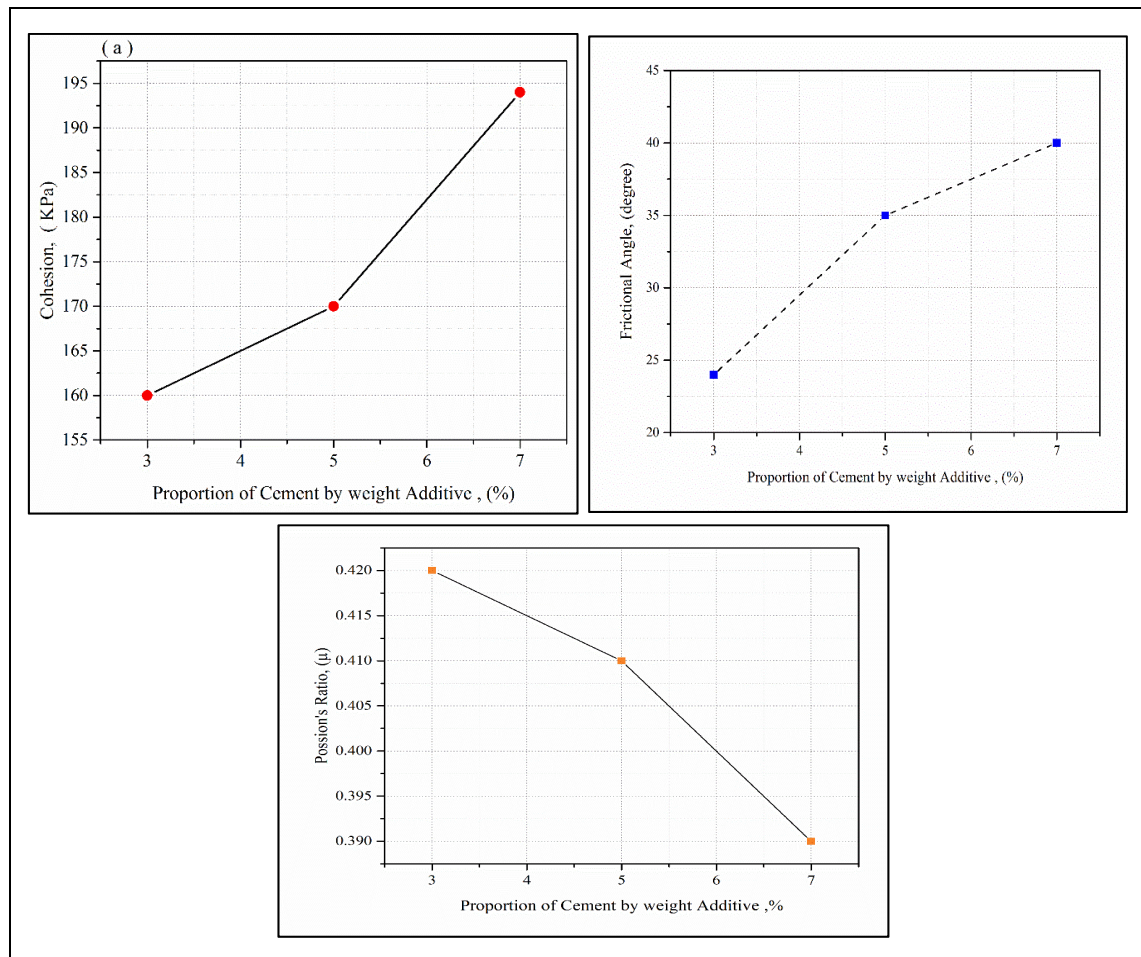 ( a )
195
190
185
180
175
170
165
160
155
Cohesion, ( KPa)
3 4 5 6 7
Proportion of Cement by weight Additive , (%)
45
40
35
30
25
20
Frictional Angle, (degree)
3 4 5 6 7
Proportion of Cement by weight Additive , (%)
0.420
0.415
0.410
0.405
0.400
0.395
0.390
Possion's Ratio, (μ)
3 4 5 6 7
Proportion of Cement by weight Additive ,%